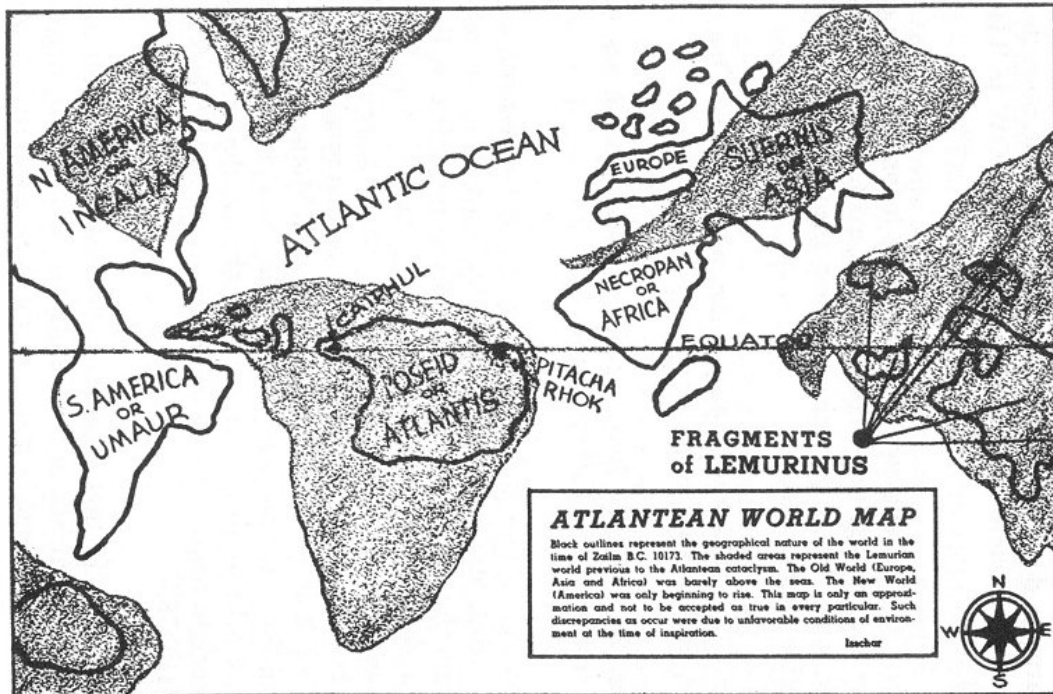 N. AMERICA
OR
INCALIA
ATLANTIC OCEAN
EUROPE
SUERNIS
OR
ASIA
NECROPAN
OR
AFRICA
CAIPHUL
EQUATOR
S. AMERICA
OR
UMAUR
POSEID
OR
ATLANTIS
PITACHA
RHOK
FRAGMENTS
of LEMURINUS
ATLANTEAN WORLD MAP
Black outlines represent the geographical nature of the world in the
time of Zailm B.C. 10173. The shaded areas represent the Lemurian
world previous to the Atlantean cataclysm. The Old World (Europe,
Asia and Africa) was barely above the seas. The New World
(America) was only beginning to rise. This map is only an approxi-
mation and not to be accepted as true in every particular. Such
discrepancies as occur were due to unfavorable conditions of environ-
ment at the time of inspiration.
Isschar
N
W E
S